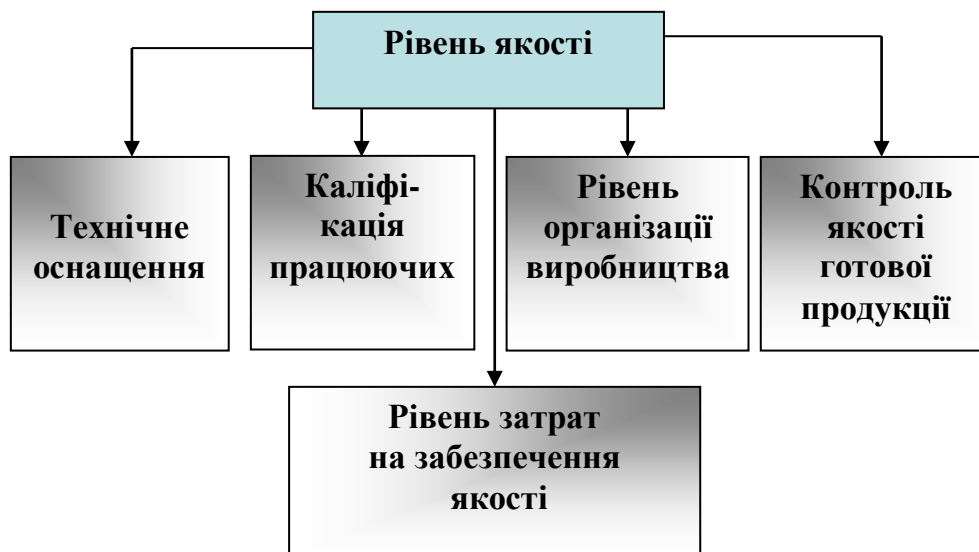 Рівень якості
Технічне
оснащення
Каліфі-
кація
працюючих
Рівень
організації
виробництва
Контроль
якості
готової
продукції
Рівень затрат
на забезпечення
якості